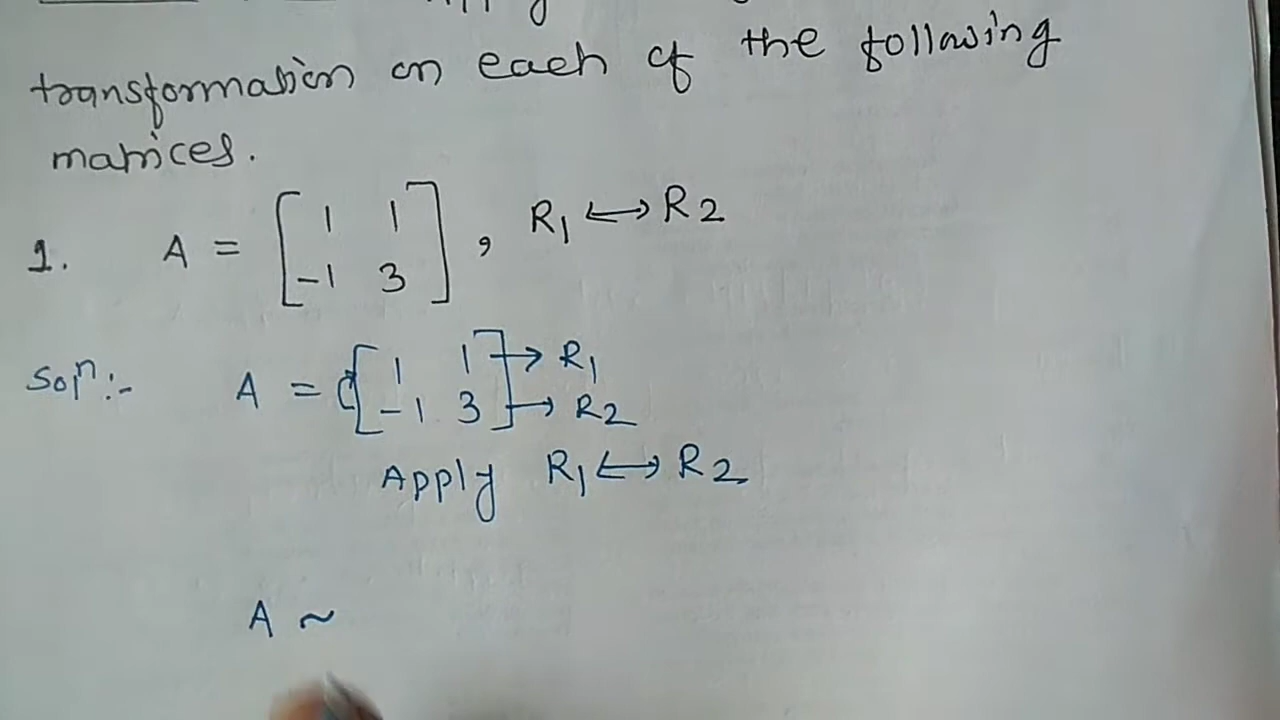 transformation on each of the following
matrices.
1. A = [ 1 1
-1 3 ] , R1 ↔ R2
Solⁿ:- A = [ 1 1 → R1
-1 3 ] → R2
Apply R1 ↔ R2
A ~